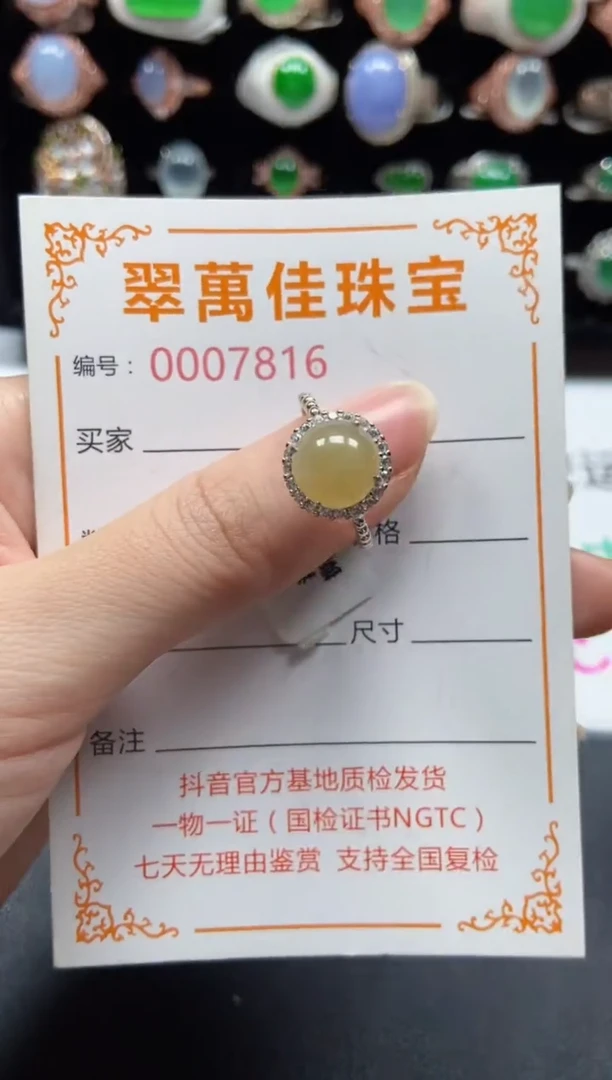 翠萬佳珠宝
编号：0007816
买家
格
尺寸
备注
抖音官方基地质检发货
一物一证（国检证书NGTC）
七天无理由鉴赏 支持全国复检